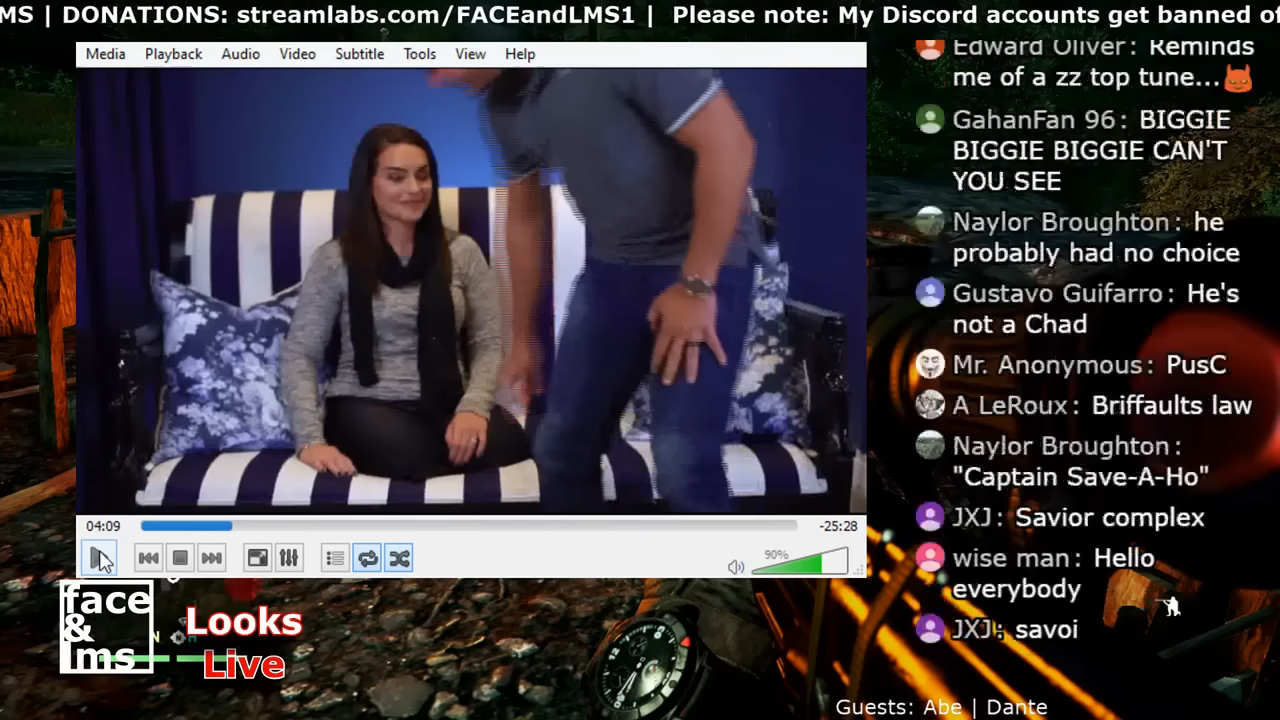 MS | DONATIONS: streamlabs.com/FACEandLMS1 | Please note: My Discord accounts get banned of
Media Playback Audio Video Subtitle Tools View Help
04:09
-25:28
90%
Edward Oliver: Reminds
me of a zz top tune...
GahanFan 96: BIGGIE
BIGGIE BIGGIE CAN'T
YOU SEE
Naylor Broughton: he
probably had no choice
Gustavo Guifarro: He's
not a Chad
Mr. Anonymous: PusC
A LeRoux: Briffaults law
Naylor Broughton:
"Captain Save-A-Ho"
JXJ: Savior complex
wise man: Hello
everybody
JXJ: savoi
face
&
lms
Looks
Live
N
Guests: Abe | Dante